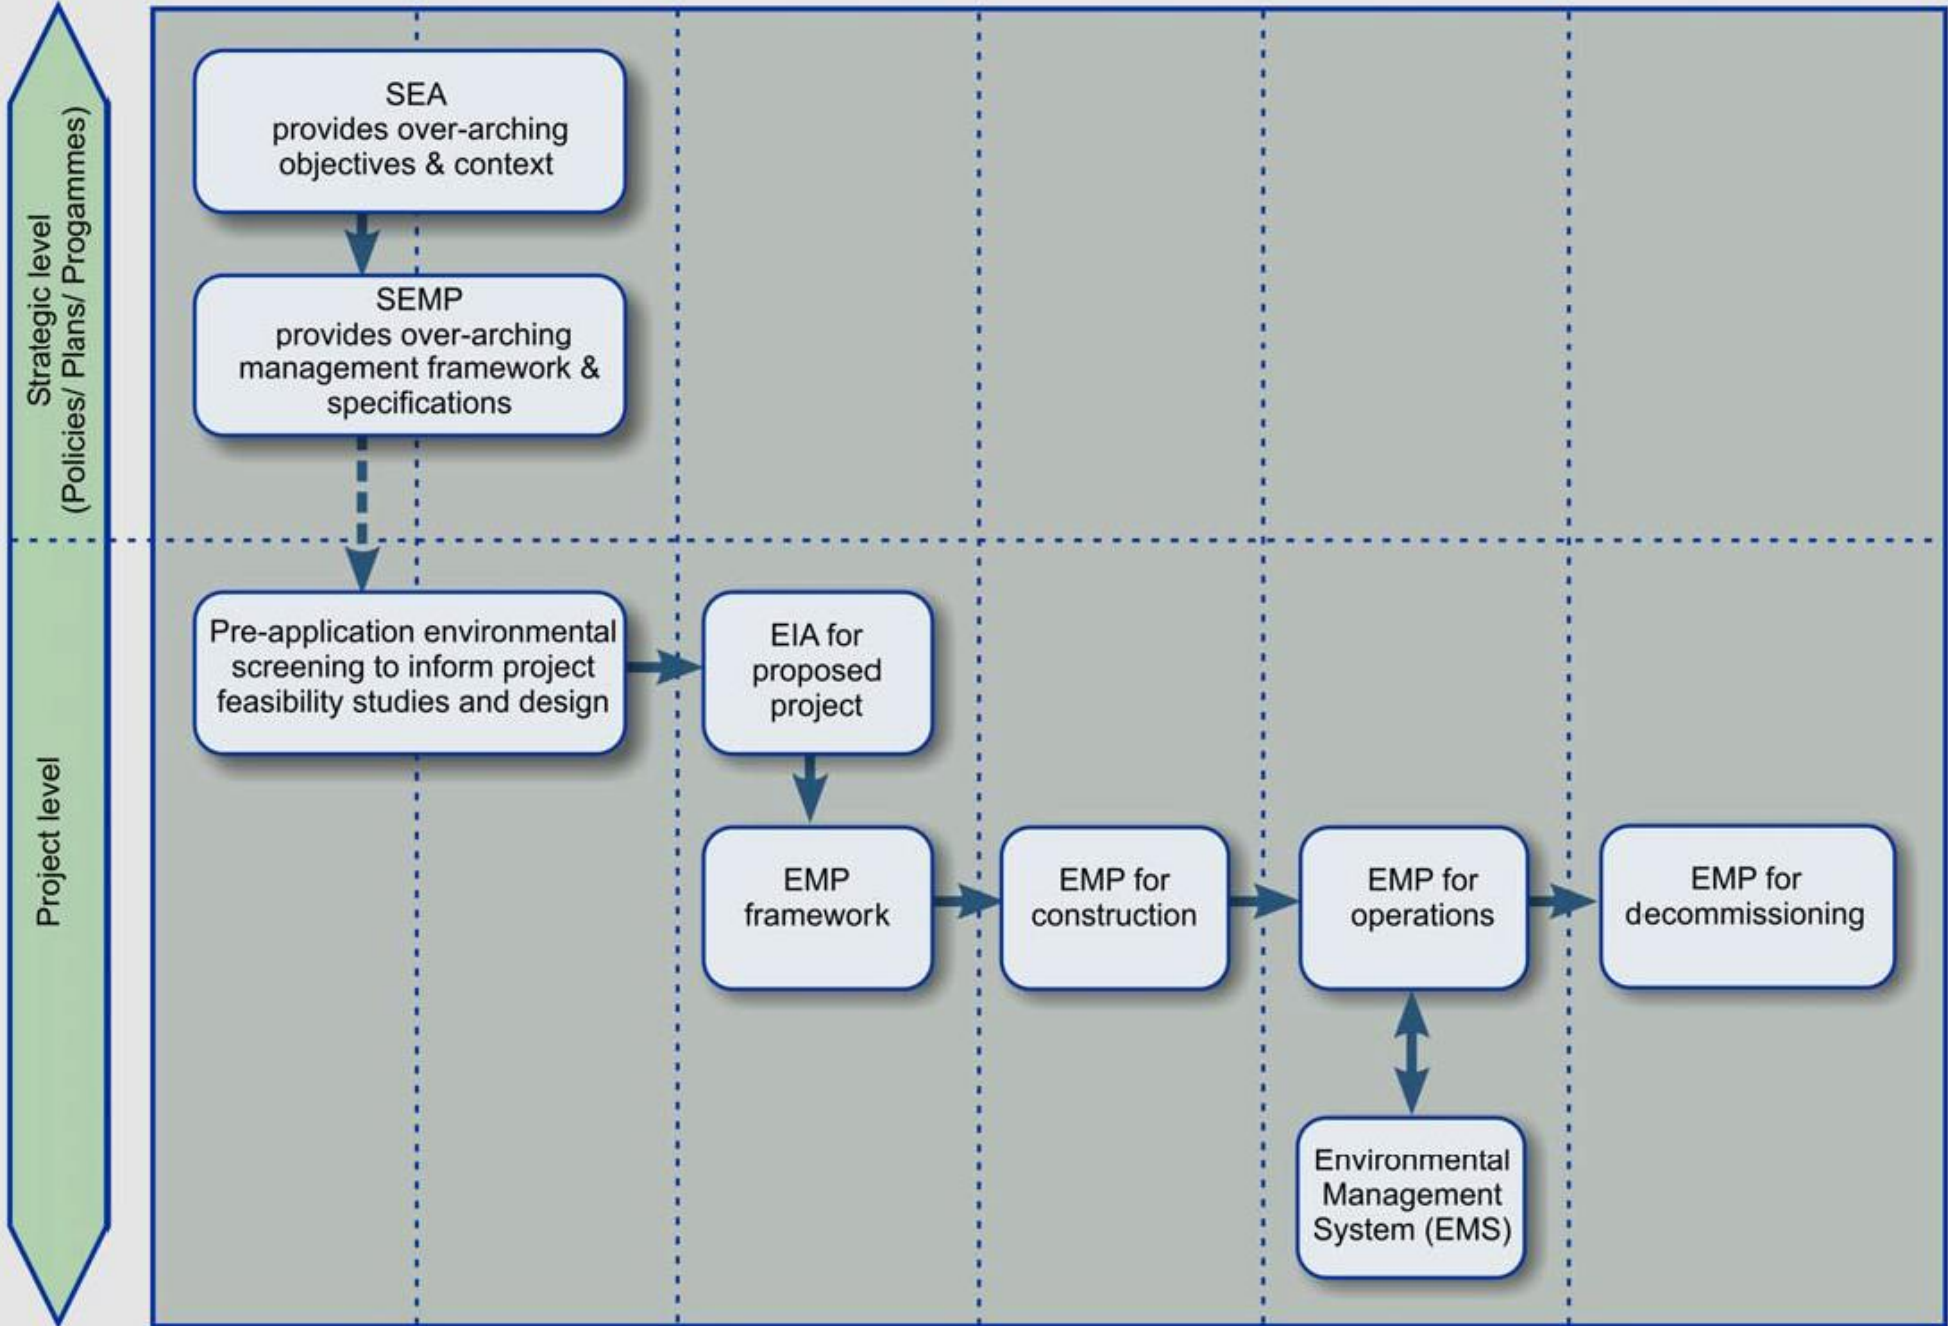 Strategic level
(Policies/ Plans/ Progammes)
Project level
SEA
provides over-arching
objectives & context
SEMP
provides over-arching
management framework &
specifications
Pre-application environmental
screening to inform project
feasibility studies and design
EIA for
proposed
project
EMP
framework
EMP for
construction
EMP for
operations
EMP for
decommissioning
Environmental
Management
System (EMS)